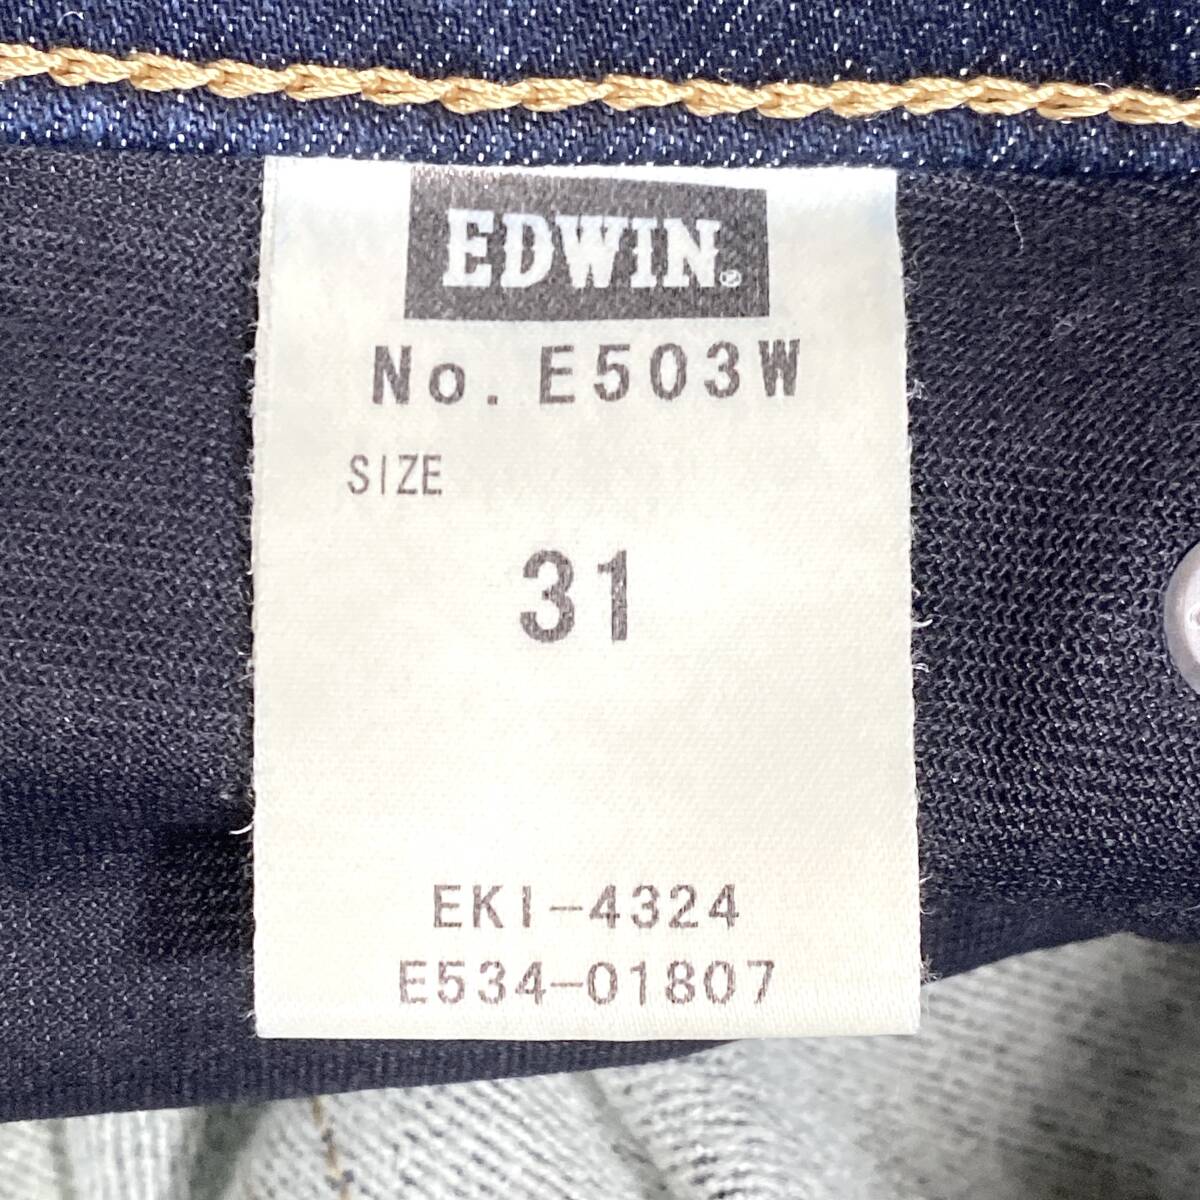 EDWIN®
No. E503W
SIZE
31
EKI-4324
E534-01807